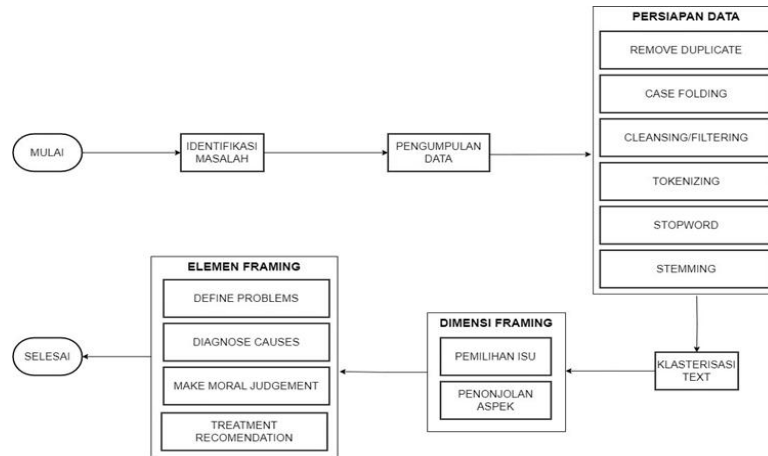 MULAI
IDENTIFIKASI
MASALAH
PENGUMPULAN
DATA
PERSIAPAN DATA
REMOVE DUPLICATE
CASE FOLDING
CLEANSING/FILTERING
TOKENIZING
STOPWORD
STEMMING
KLASTERISASI
TEXT
DIMENSI FRAMING
PEMILIHAN ISU
PENONJOLAN
ASPEK
ELEMEN FRAMING
DEFINE PROBLEMS
DIAGNOSE CAUSES
MAKE MORAL JUDGEMENT
TREATMENT
RECOMENDATION
SELESAI